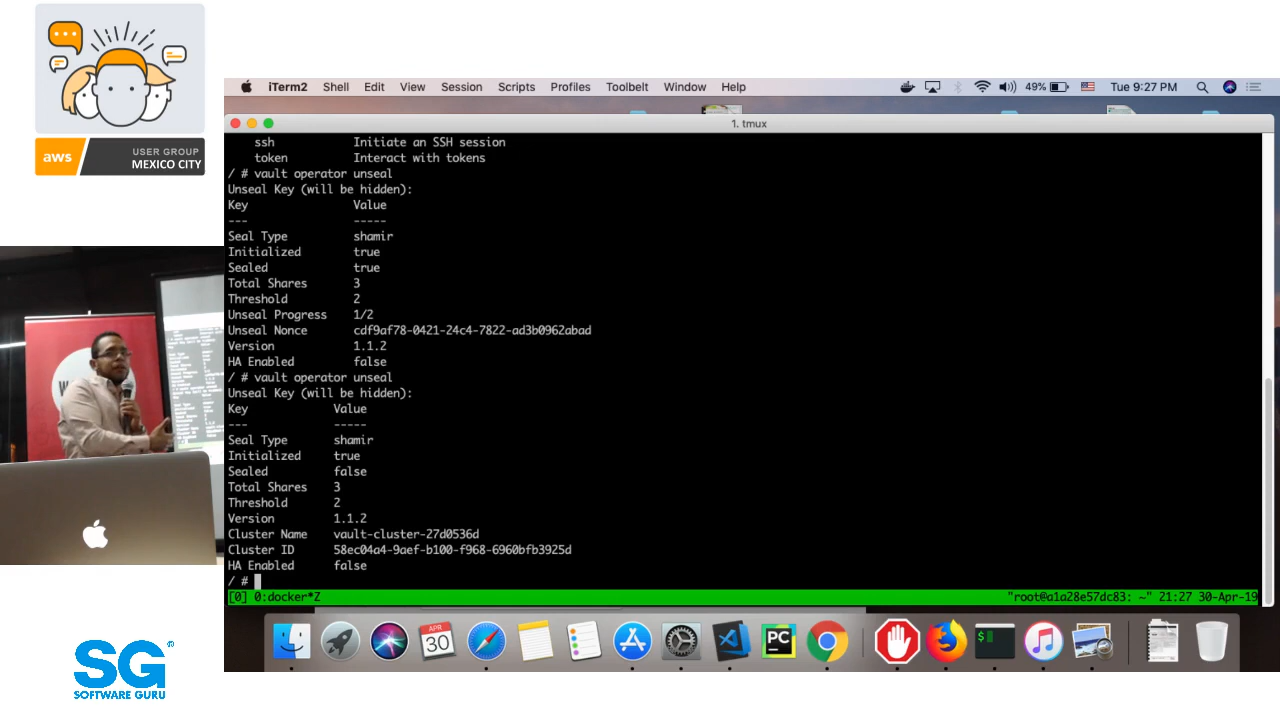 aws
USER GROUP
MEXICO CITY
iTerm2 Shell Edit View Session Scripts Profiles Toolbelt Window Help 49% Tue 9:27 PM
1. tmux
ssh Initiate an SSH session
token Interact with tokens
/ # vault operator unseal
Unseal Key (will be hidden):
Key Value
--- -----
Seal Type shamir
Initialized true
Sealed true
Total Shares 3
Threshold 2
Unseal Progress 1/2
Unseal Nonce cdf9af78-0421-24c4-7822-ad3b0962abad
Version 1.1.2
HA Enabled false
/ # vault operator unseal
Unseal Key (will be hidden):
Key Value
--- -----
Seal Type shamir
Initialized true
Sealed false
Total Shares 3
Threshold 2
Version 1.1.2
Cluster Name vault-cluster-27d0536d
Cluster ID 58ec04a4-9aef-b100-f968-6960bfb3925d
HA Enabled false
/ #
[0] 0:docker*Z "root@a1a28e57dc83: ~" 21:27 30-Apr-19
APR
30
PC
$
SG®
SOFTWARE GURU